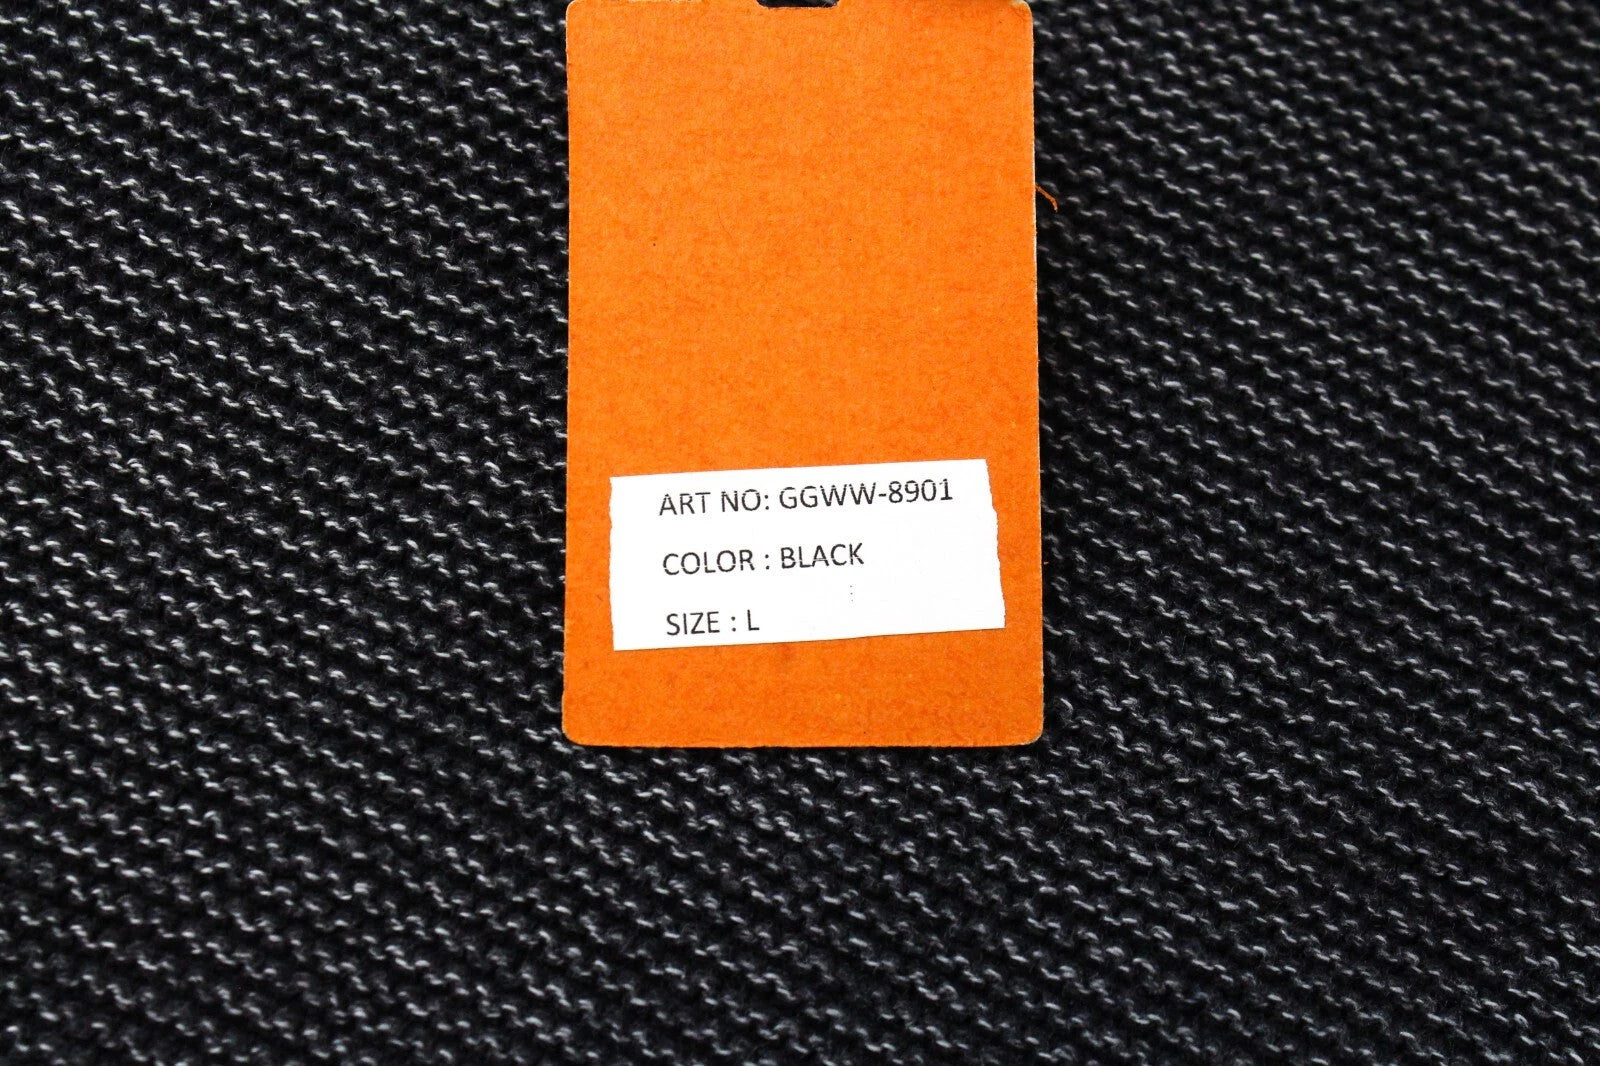 ART NO: GGWW-8901
COLOR : BLACK
SIZE : L